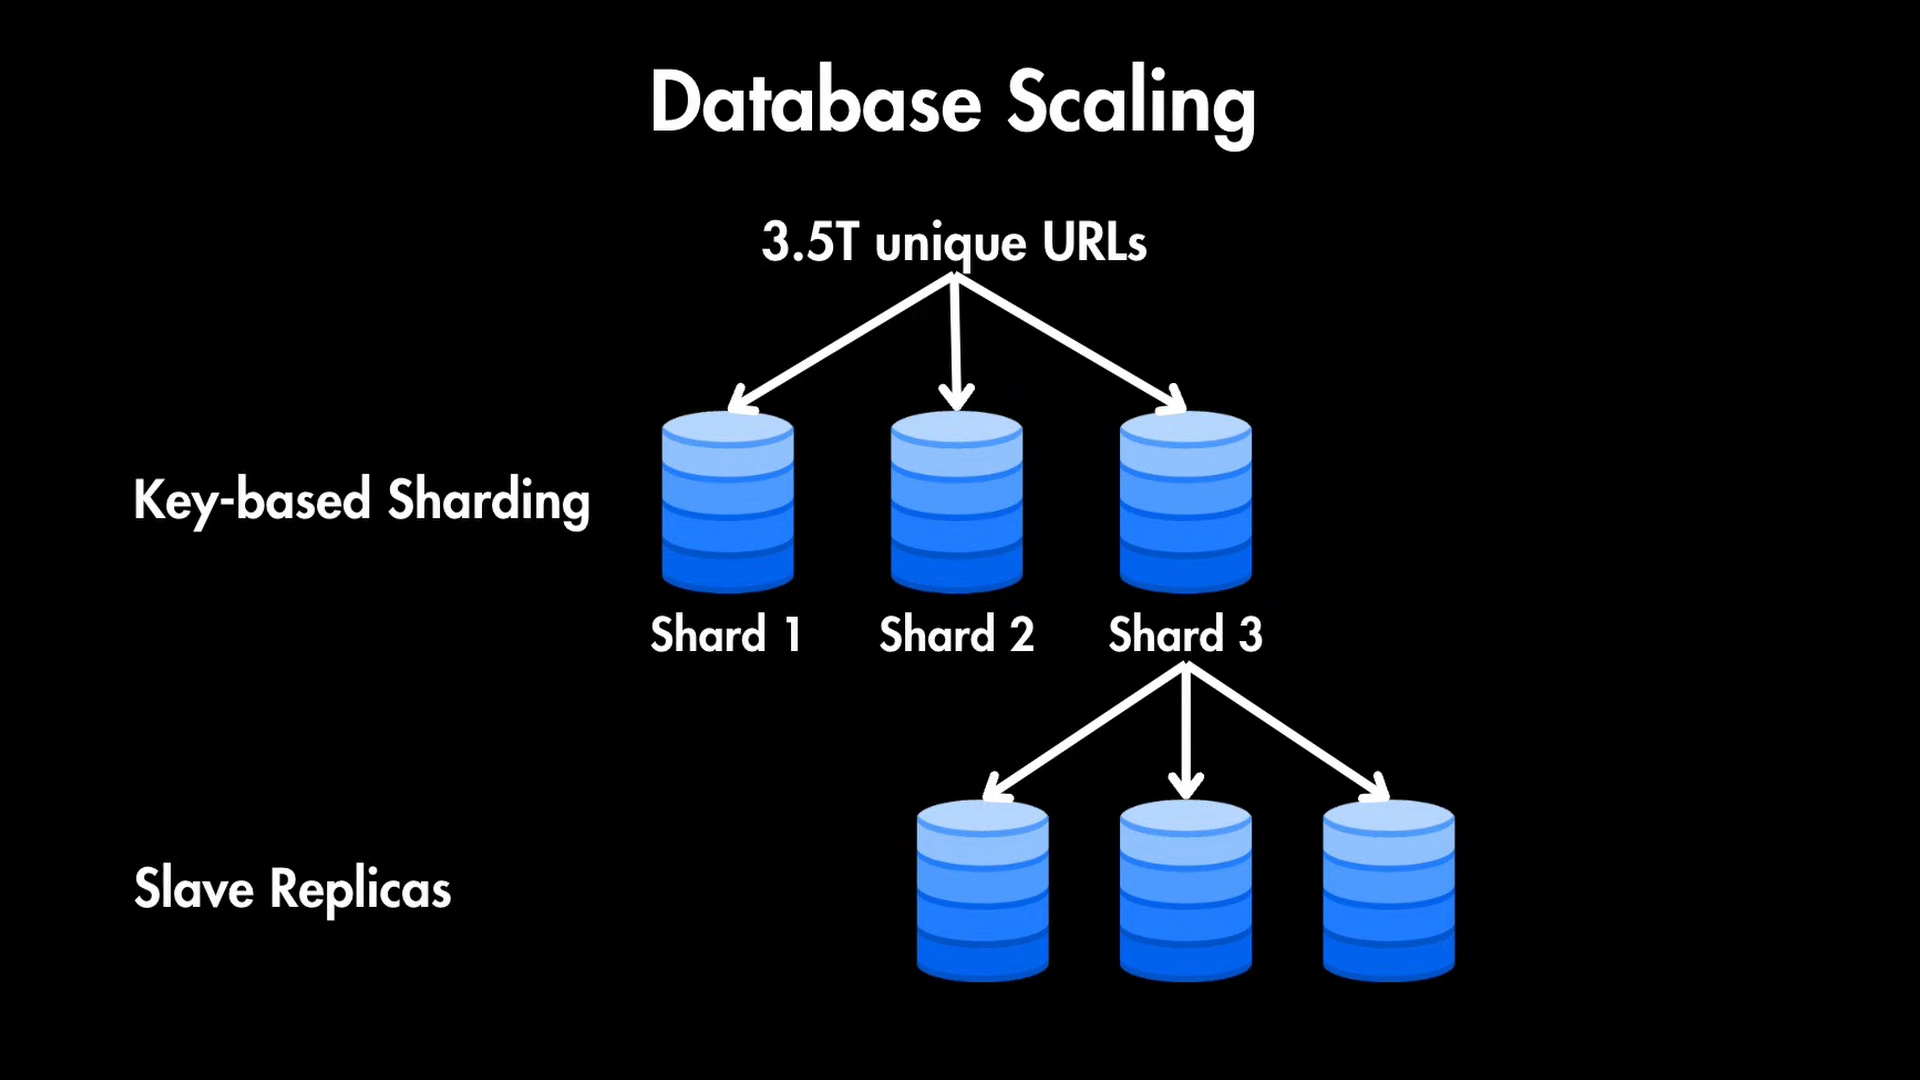 Database Scaling
3.5T unique URLs
Key-based Sharding
Shard 1
Shard 2
Shard 3
Slave Replicas